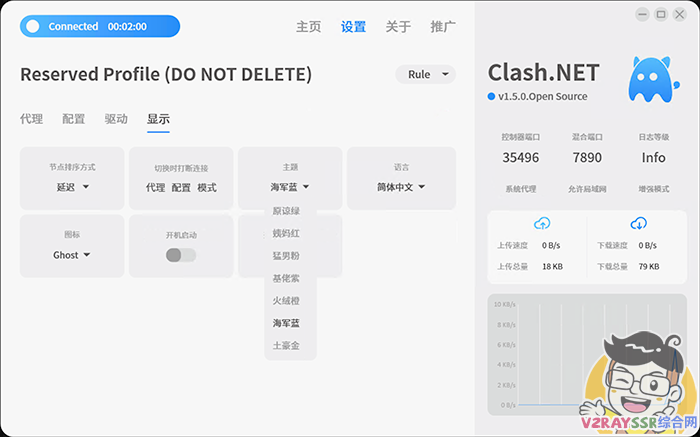 Connected 00:02:00
主页 设置 关于 推广
Reserved Profile (DO NOT DELETE)
Rule
代理 配置 驱动 显示
节点排序方式
延迟
切换时打断连接
代理 配置 模式
主题
海军蓝
语言
简体中文
图标
Ghost
开机启动
原谅绿
姨妈红
猛男粉
基佬紫
火绒橙
海军蓝
土豪金
Clash.NET
v1.5.0.Open Source
控制器端口 混合端口 日志等级
35496 7890 Info
系统代理 允许局域网 增强模式
上传速度 0 B/s 下载速度 0 B/s
上传总量 18 KB 下载总量 79 KB
10 KB/s
8 KB/s
6 KB/s
4 KB/s
2 KB/s
0 B/s
V2RAYSSR综合网